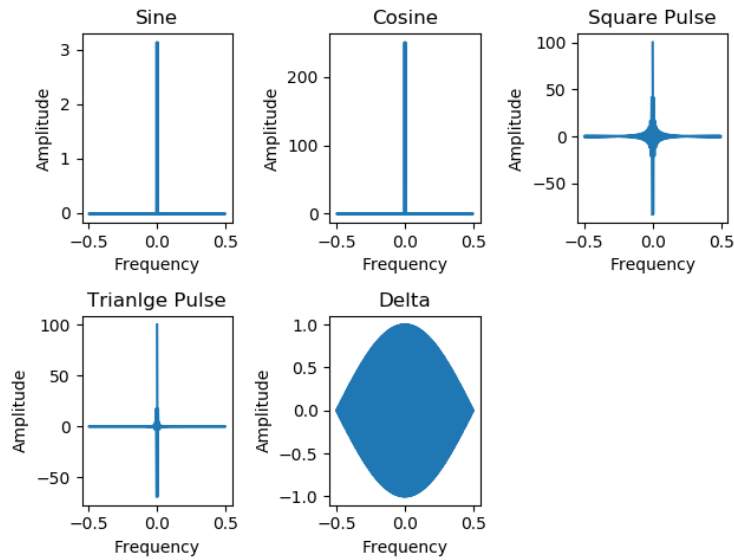 Sine
3
2
1
0
Amplitude
−0.5 0.0 0.5
Frequency
Cosine
200
100
0
Amplitude
−0.5 0.0 0.5
Frequency
Square Pulse
100
50
0
−50
Amplitude
−0.5 0.0 0.5
Frequency
Trianlge Pulse
100
50
0
−50
Amplitude
−0.5 0.0 0.5
Frequency
Delta
1.0
0.5
0.0
−0.5
−1.0
Amplitude
−0.5 0.0 0.5
Frequency